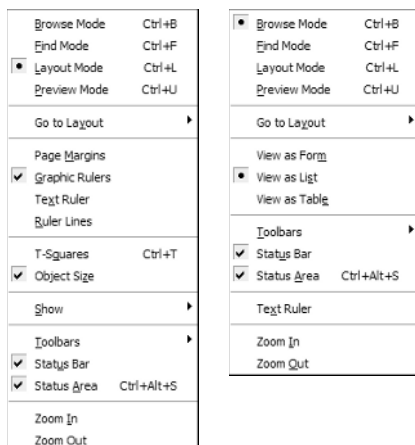 Browse Mode Ctrl+B
Find Mode Ctrl+F
Layout Mode Ctrl+L
Preview Mode Ctrl+U
Go to Layout
Page Margins
Graphic Rulers
Text Ruler
Ruler Lines
T-Squares Ctrl+T
Object Size
Show
Toolbars
Status Bar
Status Area Ctrl+Alt+S
Zoom In
Zoom Out
Browse Mode Ctrl+B
Find Mode Ctrl+F
Layout Mode Ctrl+L
Preview Mode Ctrl+U
Go to Layout
View as Form
View as List
View as Table
Toolbars
Status Bar
Status Area Ctrl+Alt+S
Text Ruler
Zoom In
Zoom Out